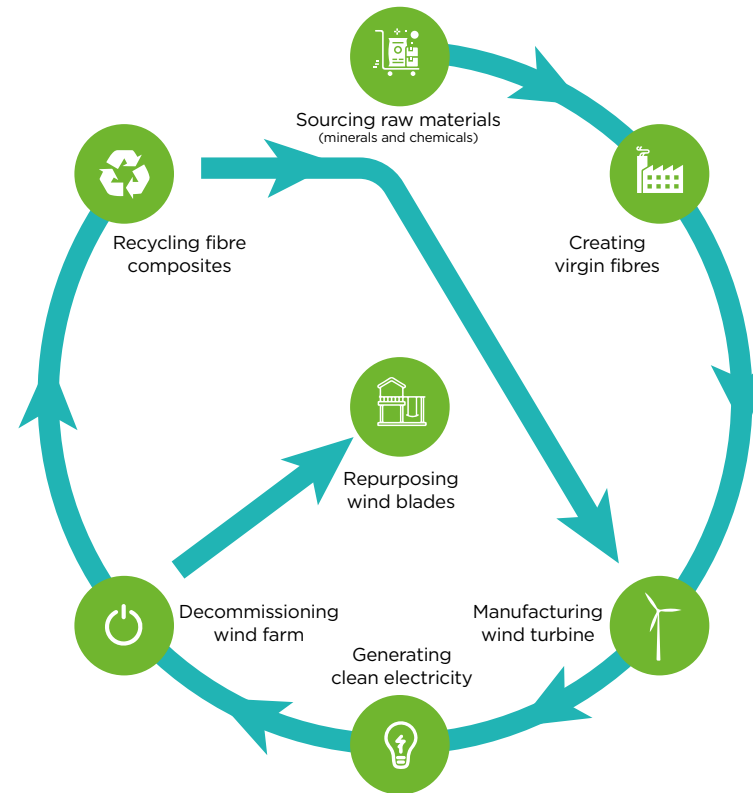 Sourcing raw materials
(minerals and chemicals)
Recycling fibre
composites
Creating
virgin fibres
Repurposing
wind blades
Decommissioning
wind farm
Manufacturing
wind turbine
Generating
clean electricity